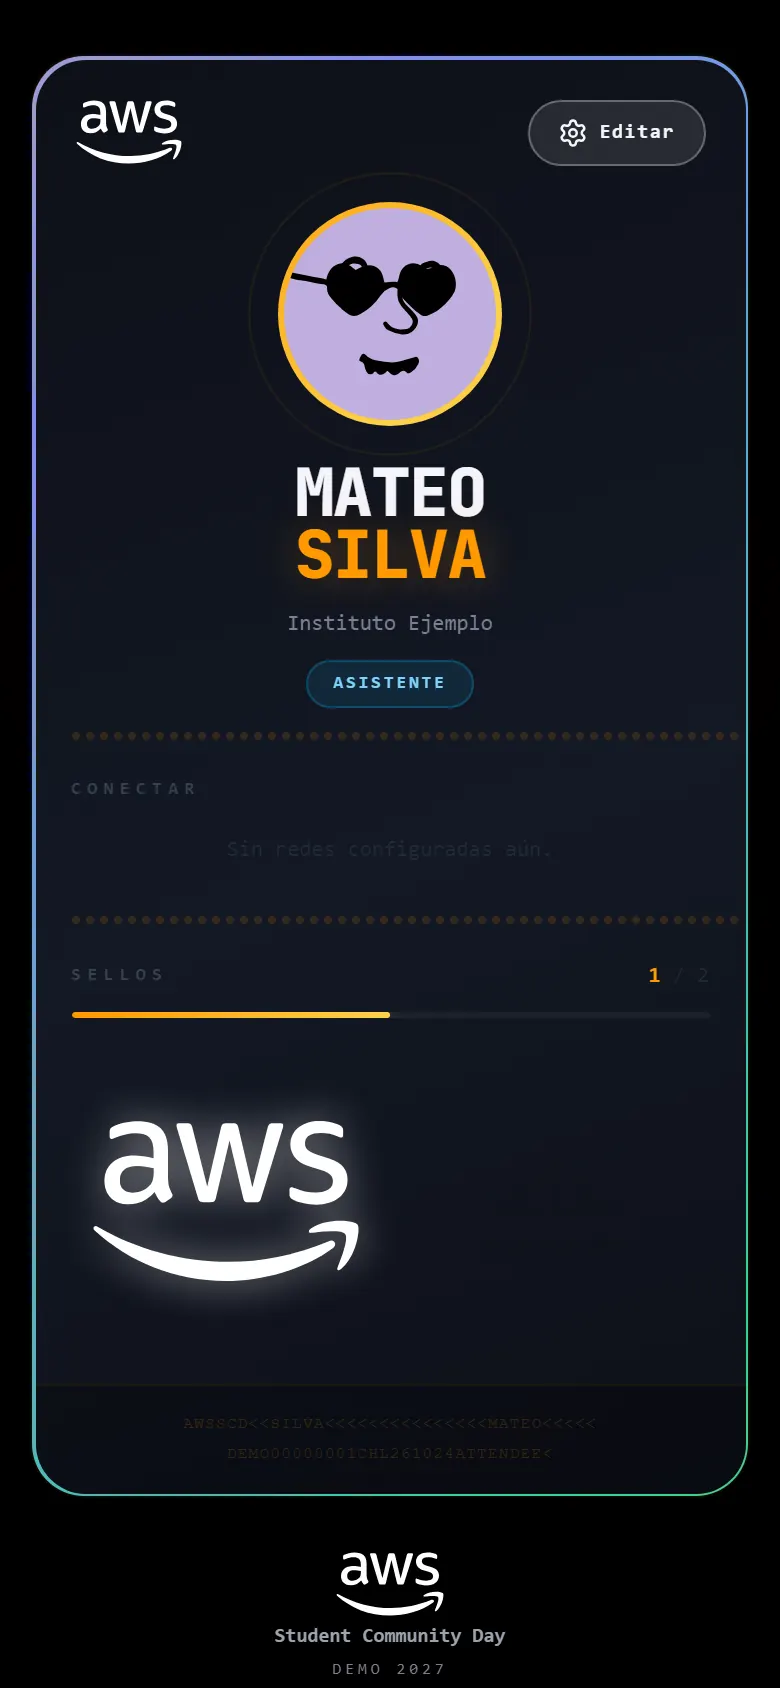 aws
Editar
MATEO
SILVA
Instituto Ejemplo
ASISTENTE
CONECTAR
Sin redes configuradas aún.
SELLOS
1 / 2
aws
AWSSCD<<SILVA<<<<<<<<<<<<<<<MATEO<<<<<
DEMO00000001CHL261024ATTENDEE<
aws
Student Community Day
DEMO 2027